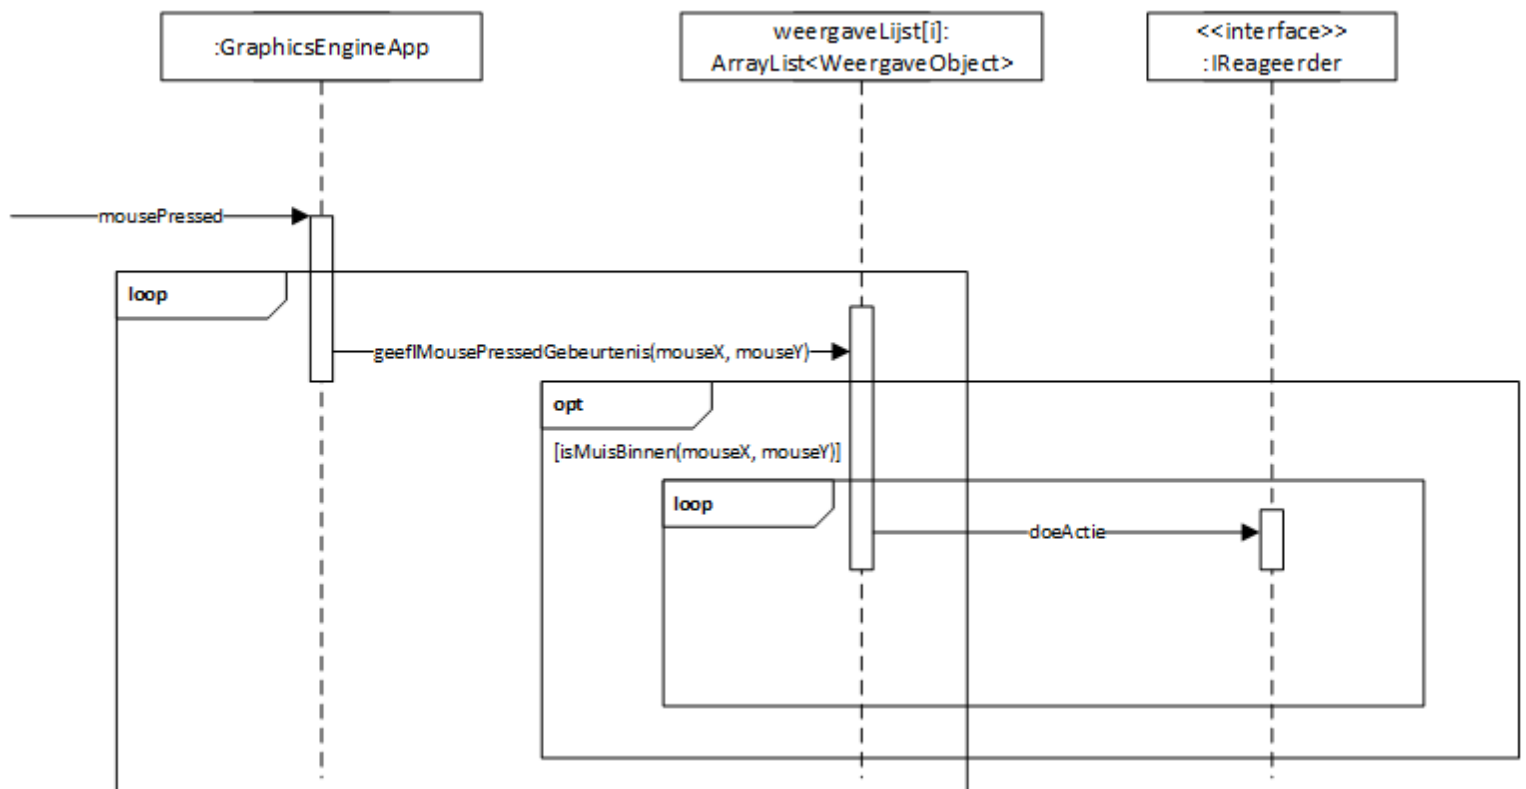 :GraphicsEngineApp
weergaveLijst[i]:
ArrayList<WeergaveObject>
<<interface>>
:IReageerder
mousePressed
loop
geefIMousePressedGebeurtenis(mouseX, mouseY)
opt
[isMuisBinnen(mouseX, mouseY)]
loop
doeActie